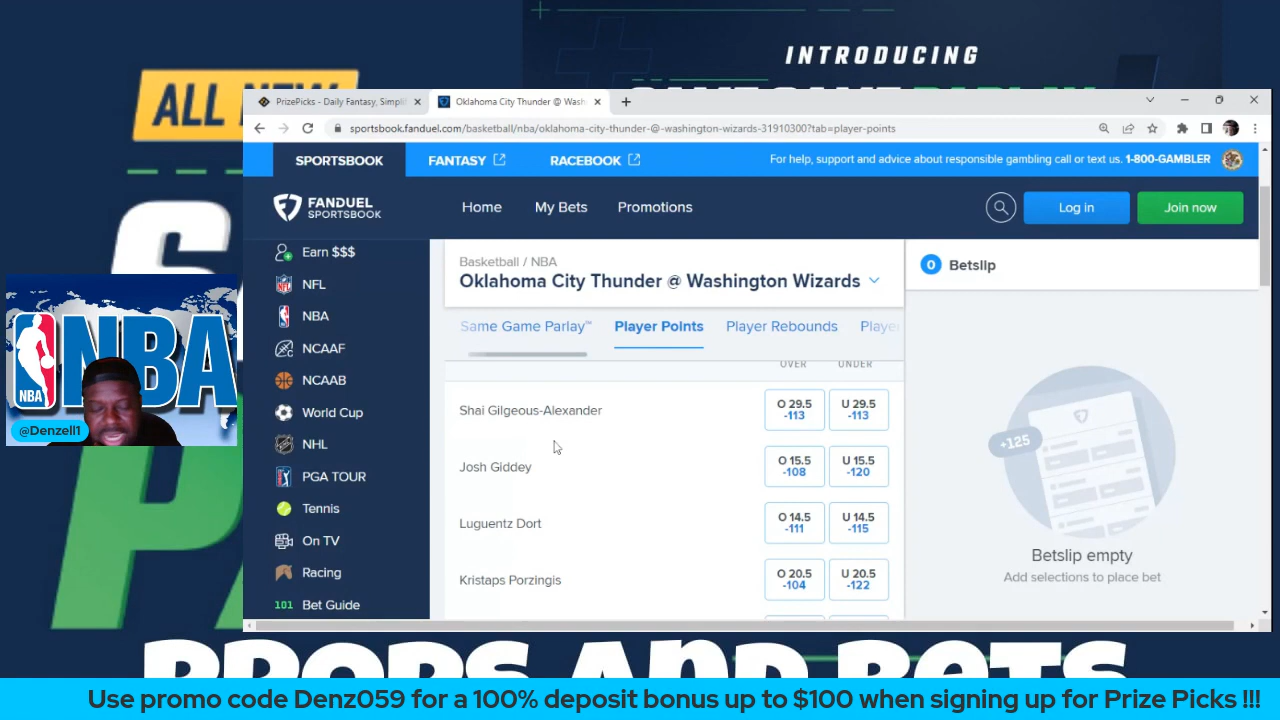 INTRODUCING
ALL NEW
PrizePicks - Daily Fantasy, Simplif
Oklahoma City Thunder @ Wash
sportsbook.fanduel.com/basketball/nba/oklahoma-city-thunder-@-washington-wizards-31910300?tab=player-points
SPORTSBOOK
FANTASY
RACEBOOK
For help, support and advice about responsible gambling call or text us. 1-800-GAMBLER
FANDUEL
SPORTSBOOK
Home
My Bets
Promotions
Log in
Join now
Earn $$$
NFL
NBA
NCAAF
NCAAB
World Cup
NHL
PGA TOUR
Tennis
On TV
Racing
101 Bet Guide
Basketball / NBA
Oklahoma City Thunder @ Washington Wizards
Same Game Parlay™
Player Points
Player Rebounds
Playe
OVER
UNDER
Shai Gilgeous-Alexander
O 29.5
-113
U 29.5
-113
Josh Giddey
O 15.5
-108
U 15.5
-120
Luguentz Dort
O 14.5
-111
U 14.5
-115
Kristaps Porzingis
O 20.5
-104
U 20.5
-122
0 Betslip
+125
Betslip empty
Add selections to place bet
NBA
NBA
@Denzell1
PROPS AND BETS
Use promo code Denz059 for a 100% deposit bonus up to $100 when signing up for Prize Picks !!!